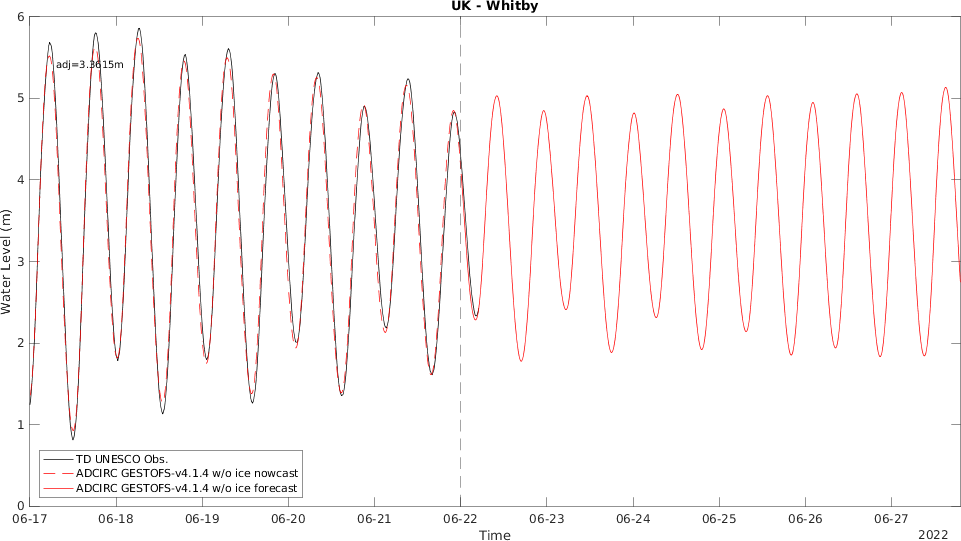 UK - Whitby
adj=3.3615m
Water Level (m)
6
5
4
3
2
1
0
TD UNESCO Obs.
ADCIRC GESTOFS-v4.1.4 w/o ice nowcast
ADCIRC GESTOFS-v4.1.4 w/o ice forecast
06-17 06-18 06-19 06-20 06-21 06-22 06-23 06-24 06-25 06-26 06-27
Time
2022